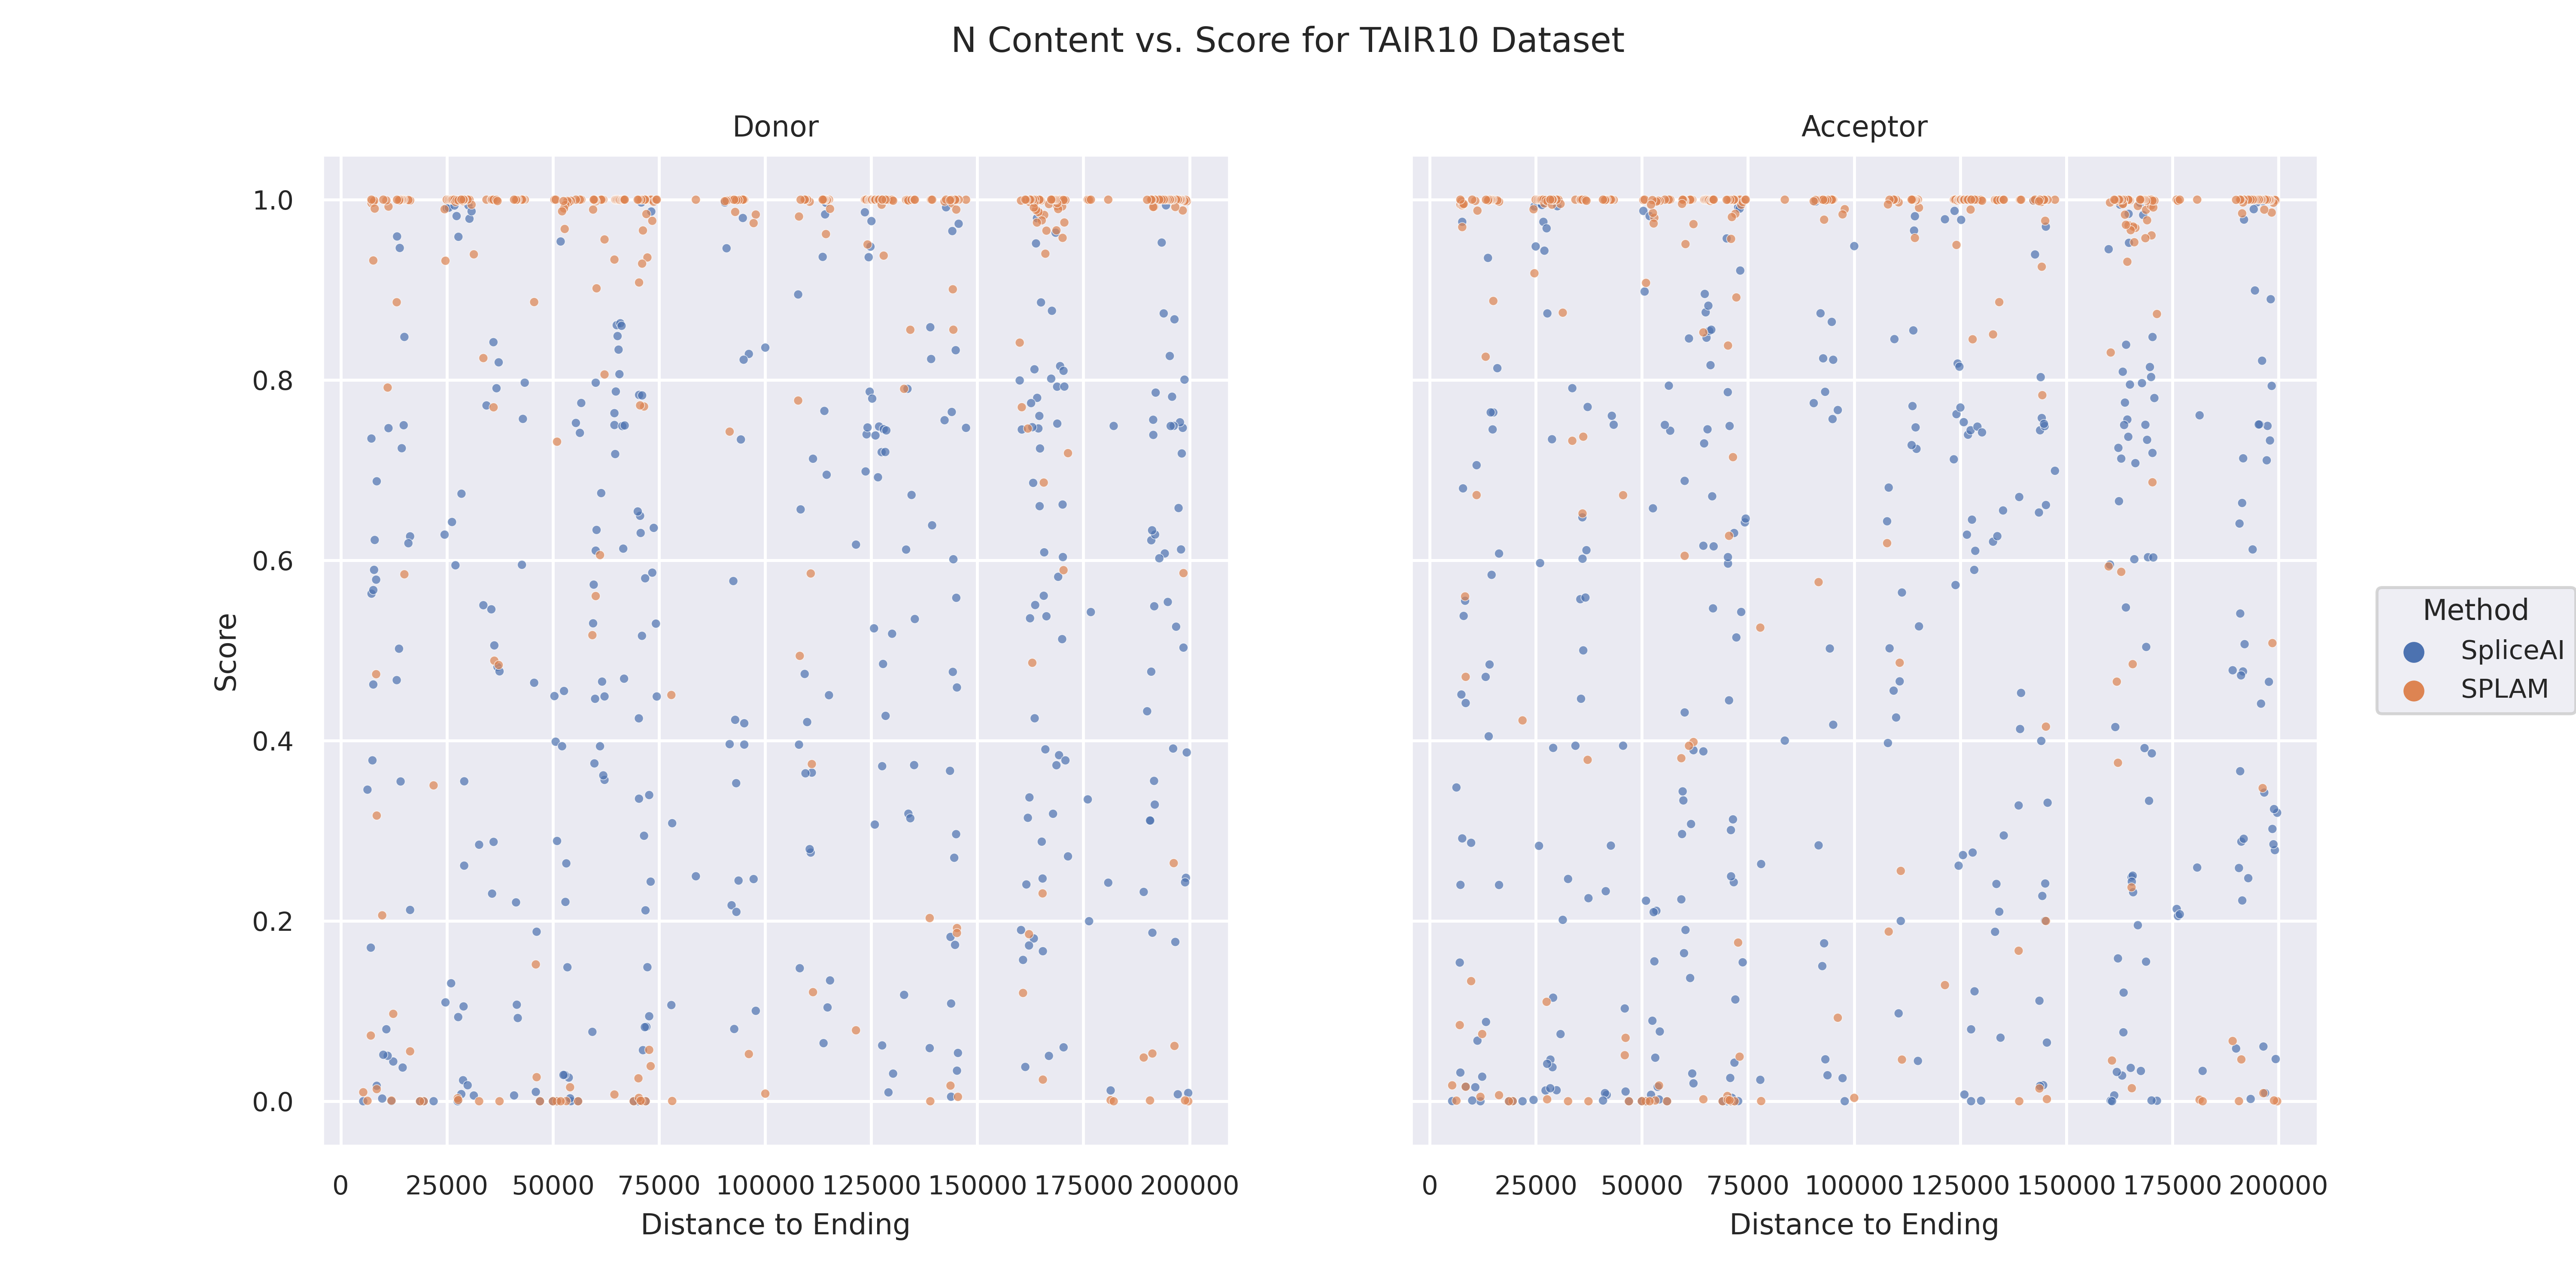 N Content vs. Score for TAIR10 Dataset
Donor
Acceptor
1.0
0.8
0.6
0.4
0.2
0.0
Score
0 25000 50000 75000 100000 125000 150000 175000 200000
0 25000 50000 75000 100000 125000 150000 175000 200000
Distance to Ending
Distance to Ending
Method
SpliceAI
SPLAM